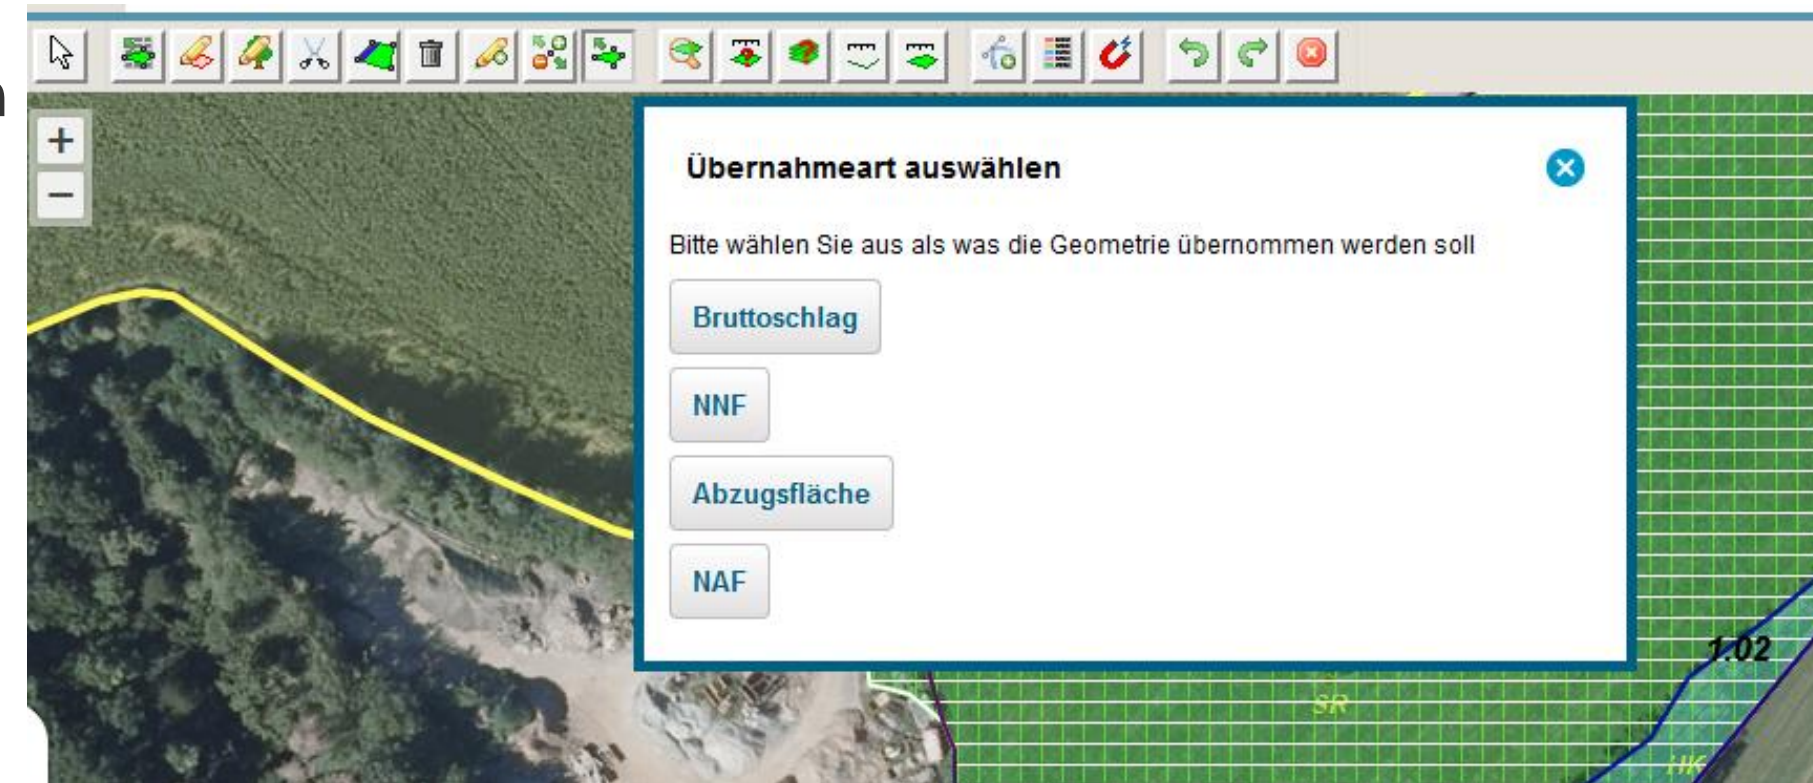 Übernahmeart auswählen
Bitte wählen Sie aus als was die Geometrie übernommen werden soll
Bruttoschlag
NNF
Abzugsfläche
NAF
1.02
SR
HK